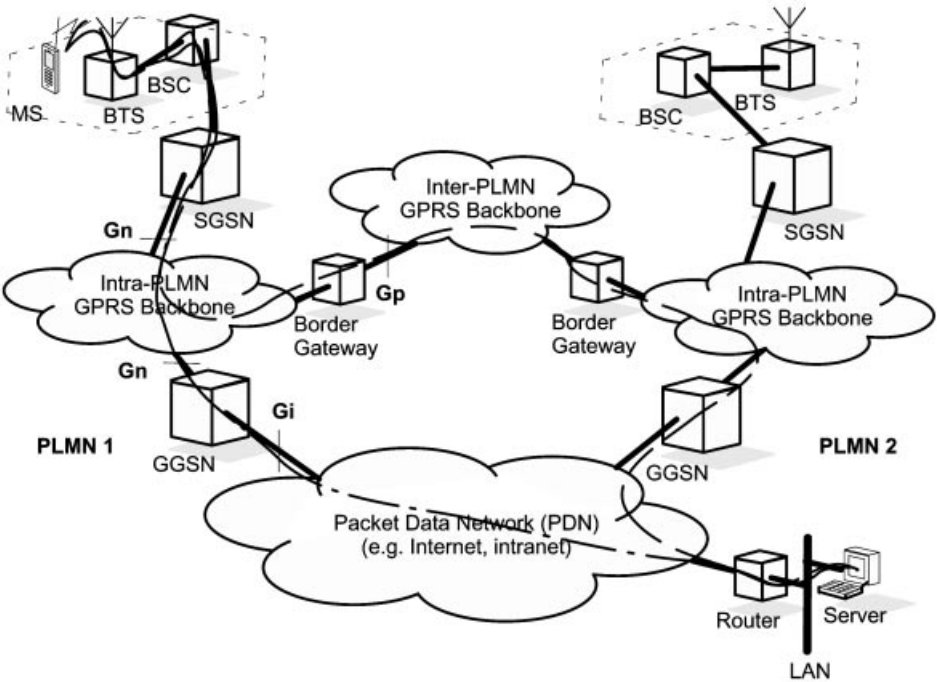 MS
BTS
BSC
BSC
BTS
SGSN
SGSN
Inter-PLMN
GPRS Backbone
Gn
Intra-PLMN
GPRS Backbone
Gp
Border
Gateway
Border
Gateway
Intra-PLMN
GPRS Backbone
Gn
Gi
PLMN 1
GGSN
GGSN
PLMN 2
Packet Data Network (PDN)
(e.g. Internet, intranet)
Router
Server
LAN